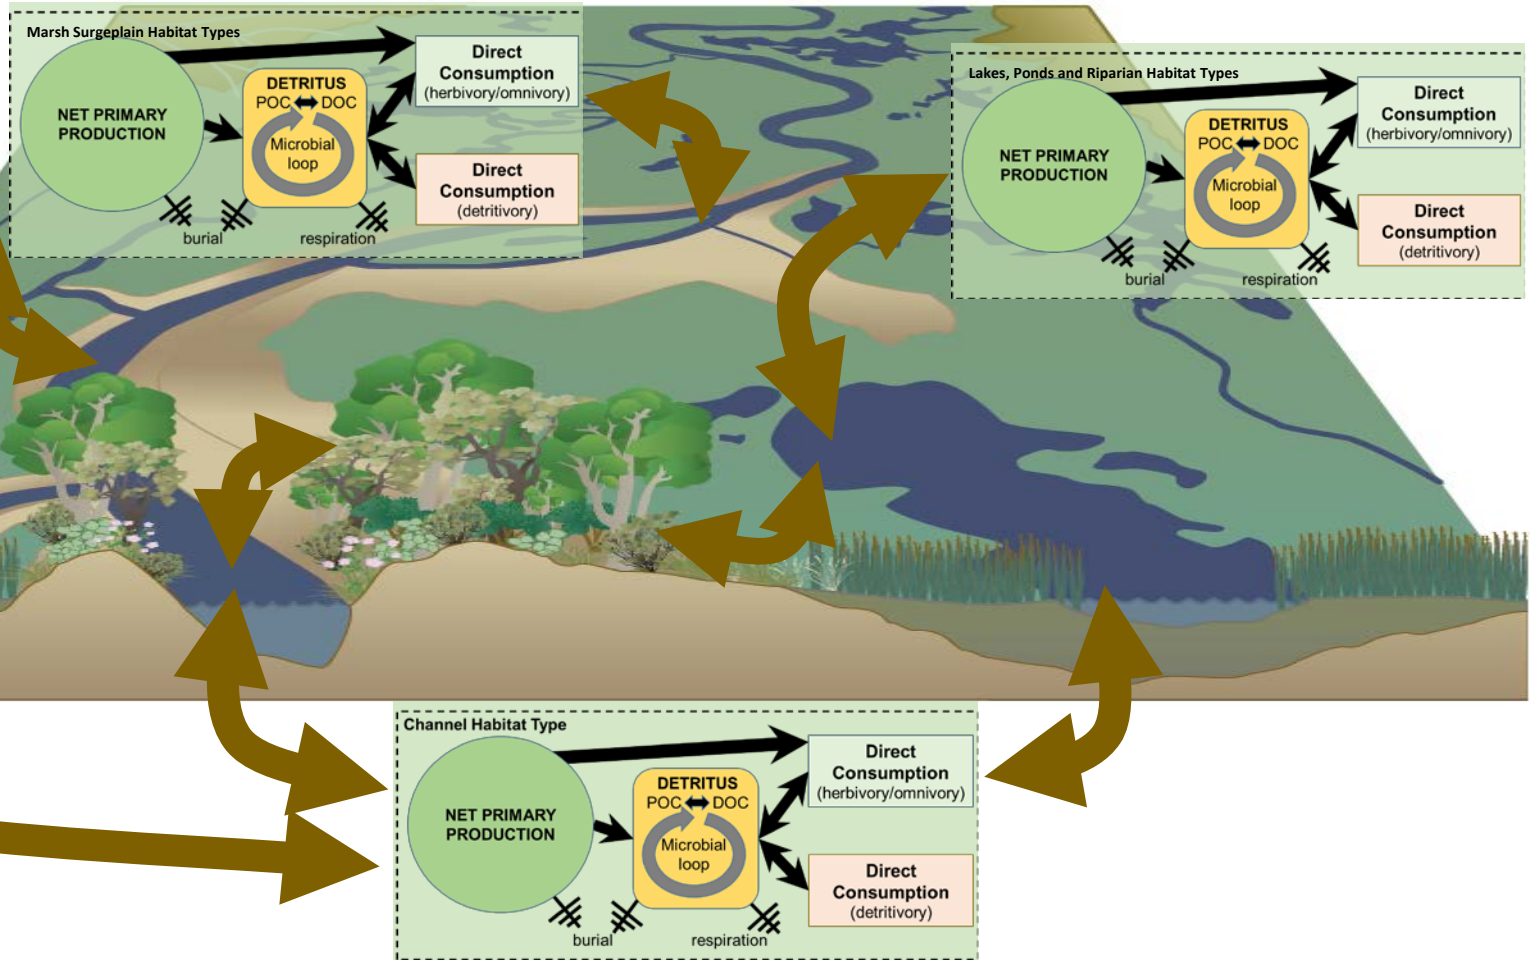 Marsh Surgeplain Habitat Types
NET PRIMARY
PRODUCTION
DETRITUS
POC DOC
Microbial
loop
Direct
Consumption
(herbivory/omnivory)
Direct
Consumption
(detritivory)
burial
respiration
Lakes, Ponds and Riparian Habitat Types
NET PRIMARY
PRODUCTION
DETRITUS
POC DOC
Microbial
loop
Direct
Consumption
(herbivory/omnivory)
Direct
Consumption
(detritivory)
burial
respiration
Channel Habitat Type
NET PRIMARY
PRODUCTION
DETRITUS
POC DOC
Microbial
loop
Direct
Consumption
(herbivory/omnivory)
Direct
Consumption
(detritivory)
burial
respiration